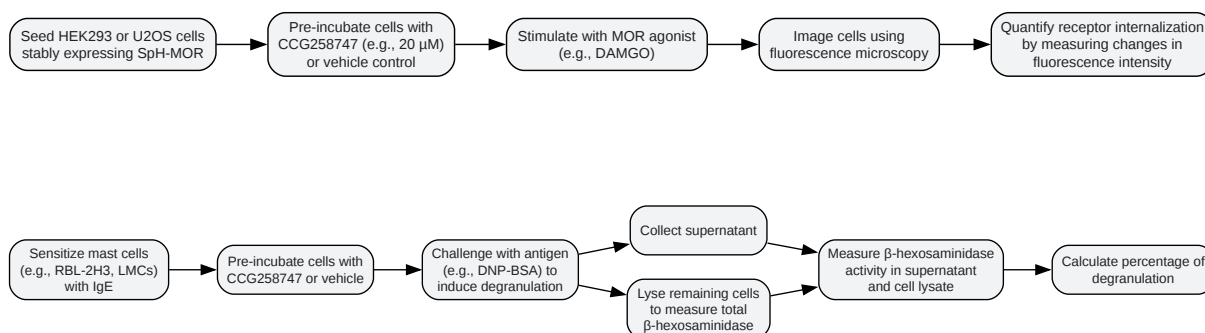 Seed HEK293 or U2OS cells
stably expressing SpH-MOR
Pre-incubate cells with
CCG258747 (e.g., 20 µM)
or vehicle control
Stimulate with MOR agonist
(e.g., DAMGO)
Image cells using
fluorescence microscopy
Quantify receptor internalization
by measuring changes in
fluorescence intensity
Sensitize mast cells
(e.g., RBL-2H3, LMCs)
with IgE
Pre-incubate cells with
CCG258747 or vehicle
Challenge with antigen
(e.g., DNP-BSA) to
induce degranulation
Collect supernatant
Lyse remaining cells
to measure total
β-hexosaminidase
Measure β-hexosaminidase
activity in supernatant
and cell lysate
Calculate percentage of
degranulation